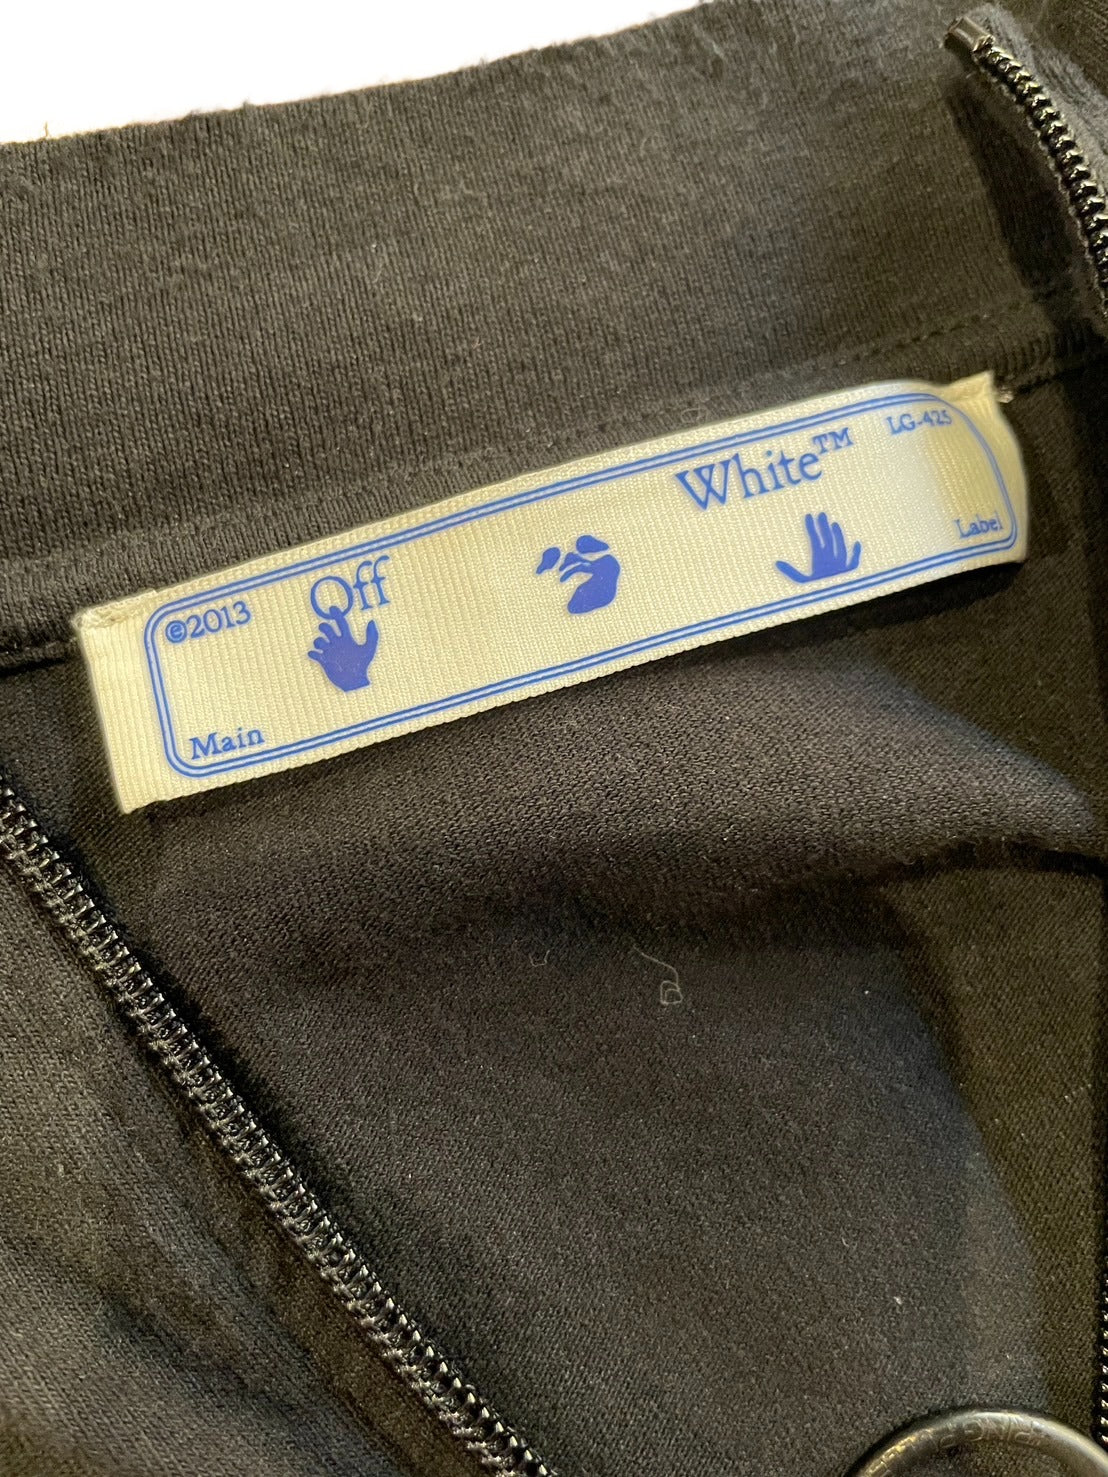 ©2013
Off
White™
LG-425
Main
Label